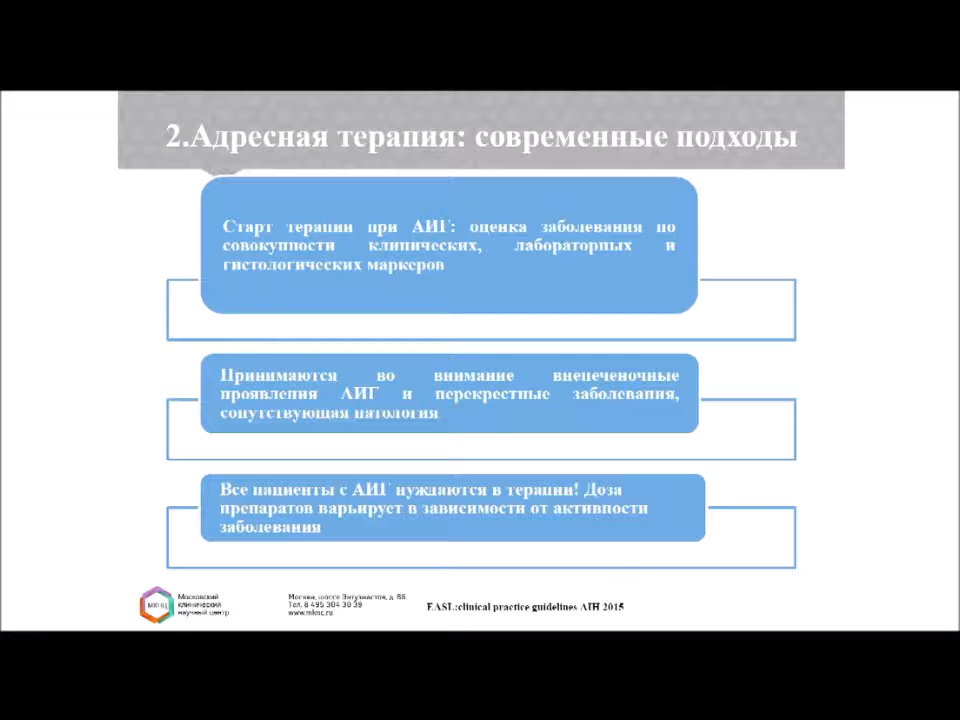 2.Адресная терапия: современные подходы
Старт терапии при АИГ: оценка заболевания по
совокупности клинических, лабораторных и
гистологических маркеров
Принимаются во внимание внепеченочные
проявления АИГ и перекрестные заболевания,
сопутствующая патология
Все пациенты с АИГ нуждаются в терапии! Доза
препаратов варьирует в зависимости от активности
заболевания
МКНЦ
Московский
клинический
научный центр
Москва, шоссе Энтузиастов, д. 86
Тел. 8 495 304 30 39
www.mknc.ru
EASL:clinical practice guidelines AIH 2015